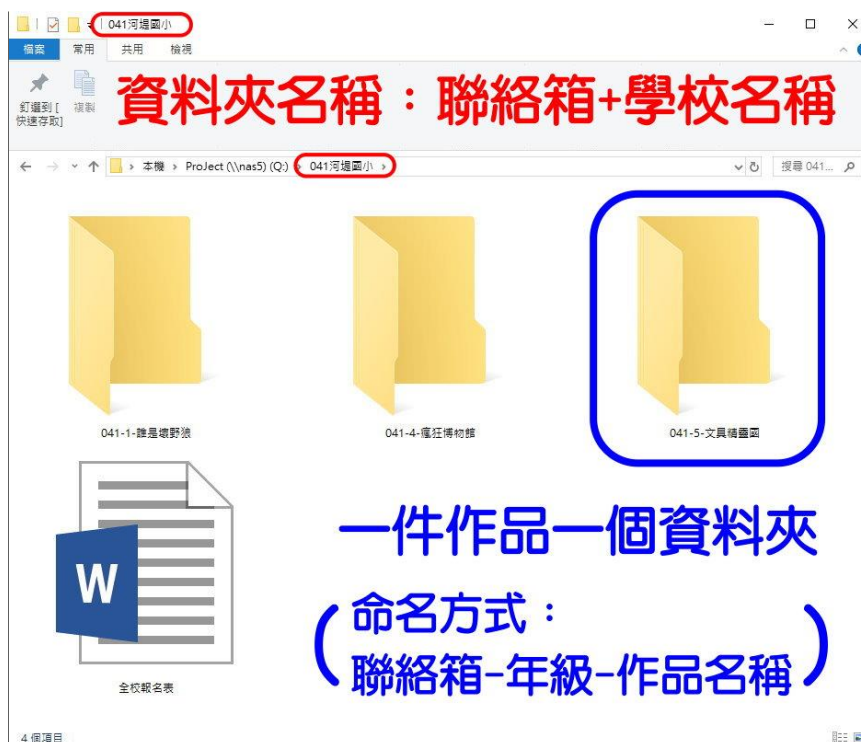 041河堤國小
檔案 常用 共用 檢視
釘選到 [
快速存取]
複製
資料夾名稱：聯絡箱+學校名稱
本機 › ProJect (\\nas5) (Q:) › 041河堤國小 ›
搜尋 041...
041-1-誰是壞野狼
041-4-瘋狂博物館
041-5-文具精靈國
一件作品一個資料夾
W
(命名方式：
聯絡箱-年級-作品名稱)
全校報名表
4 個項目